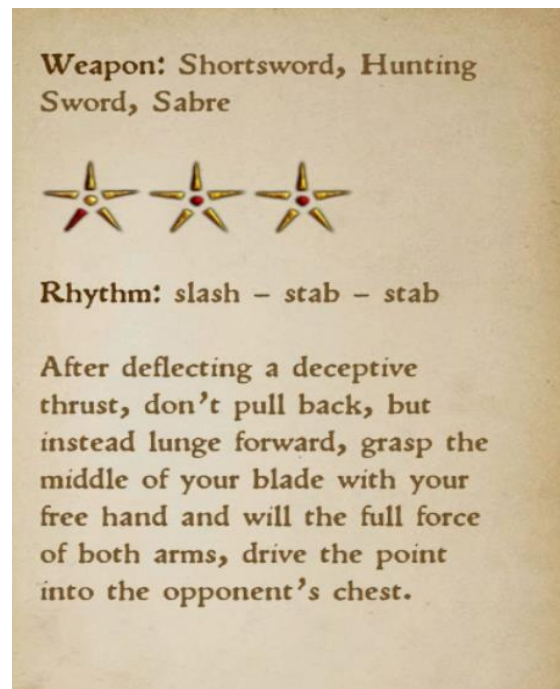 Weapon: Shortsword, Hunting
Sword, Sabre
Rhythm: slash – stab – stab
After deflecting a deceptive
thrust, don't pull back, but
instead lunge forward, grasp the
middle of your blade with your
free hand and will the full force
of both arms, drive the point
into the opponent's chest.